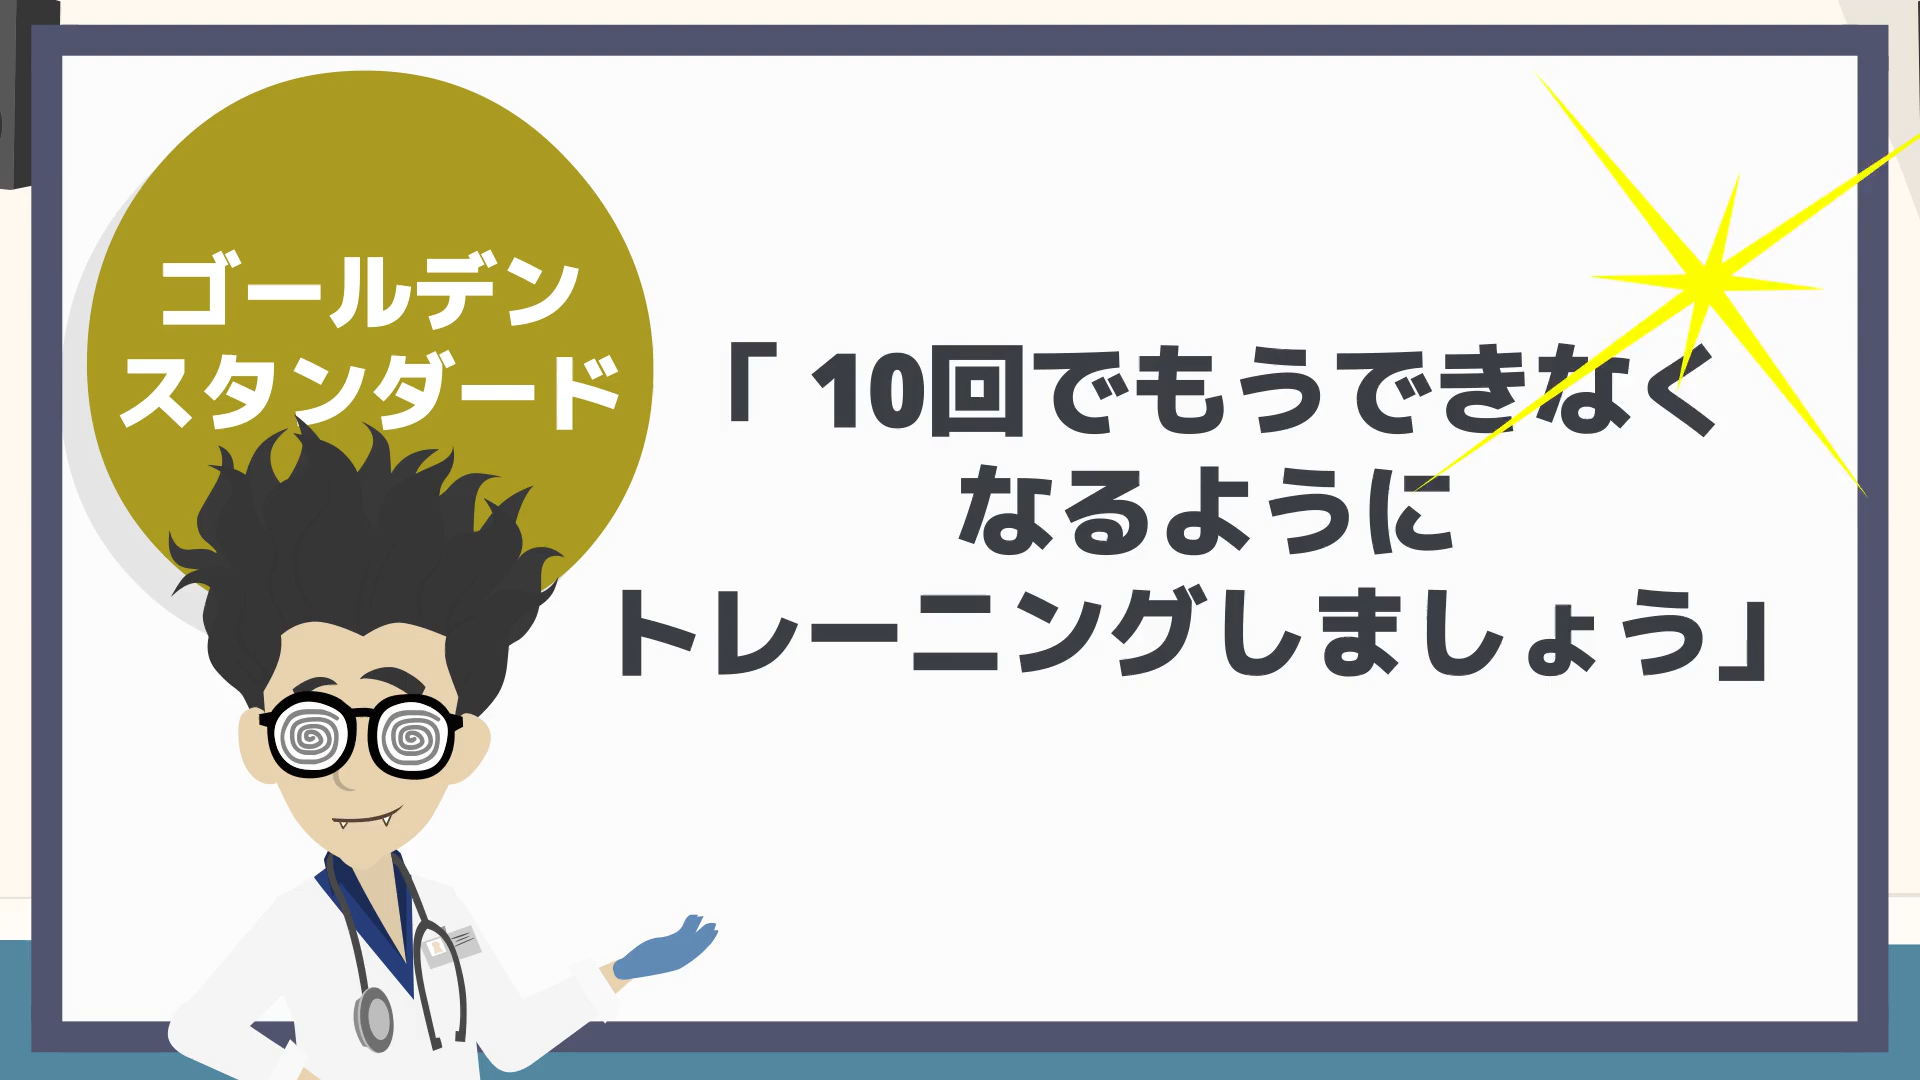 ゴールデン
スタンダード
「 10回でもうできなく
なるように
トレーニングしましょう」